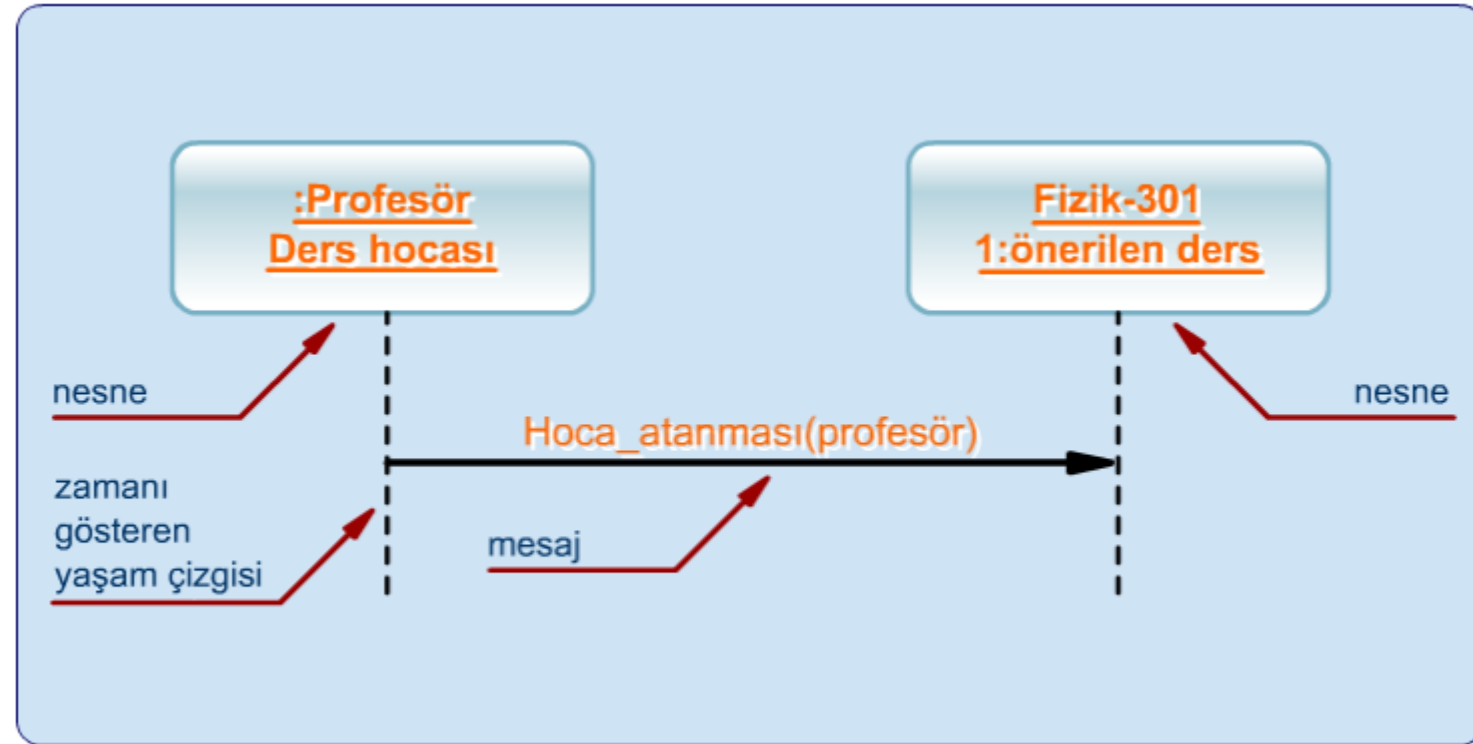 :Profesör
Ders hocası
Fizik-301
1:önerilen ders
nesne
nesne
Hoca_atanması(profesör)
zamanı
gösteren
yaşam çizgisi
mesaj